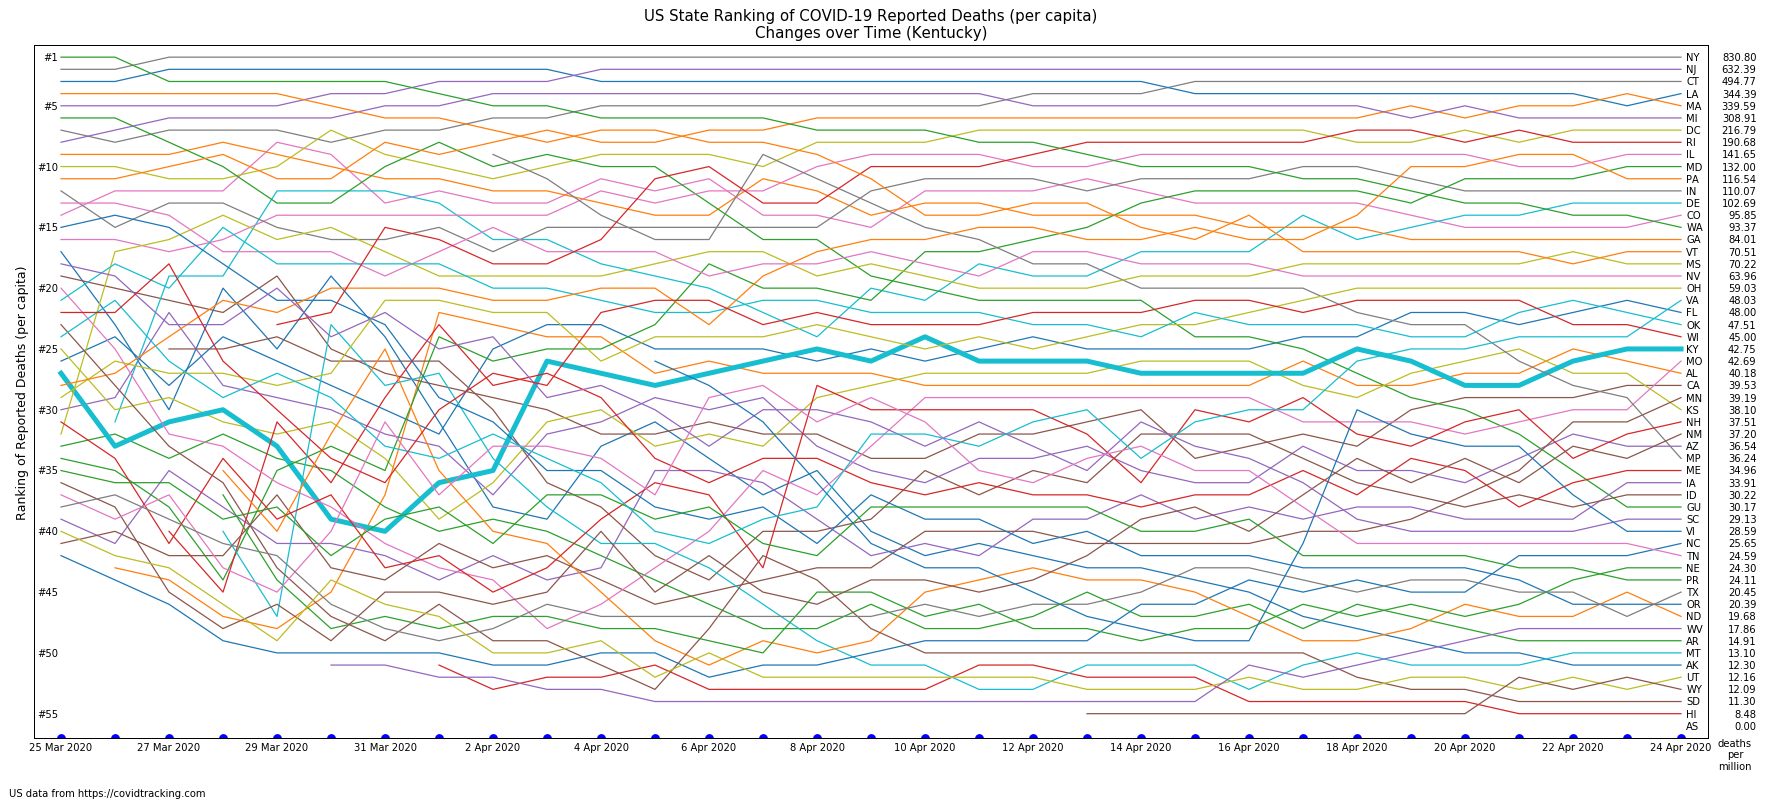 US State Ranking of COVID-19 Reported Deaths (per capita)
Changes over Time (Kentucky)
Ranking of Reported Deaths (per capita)
#1
#5
#10
#15
#20
#25
#30
#35
#40
#45
#50
#55
NY 830.80
NJ 632.39
CT 494.77
LA 344.39
MA 339.59
MI 308.91
DC 216.79
RI 190.68
IL 141.65
MD 132.00
PA 116.54
IN 110.07
DE 102.69
CO 95.85
WA 93.37
GA 84.01
VT 70.51
MS 70.22
NV 63.96
OH 59.03
VA 48.03
FL 48.00
OK 47.51
WI 45.00
KY 42.75
MO 42.69
AL 40.18
CA 39.53
MN 39.19
KS 38.10
NH 37.51
NM 37.20
AZ 36.54
MP 36.24
ME 34.96
IA 33.91
ID 30.22
GU 30.17
SC 29.13
VI 28.59
NC 25.65
TN 24.59
NE 24.30
PR 24.11
TX 20.45
OR 20.39
ND 19.68
WV 17.86
AR 14.91
MT 13.10
AK 12.30
UT 12.16
WY 12.09
SD 11.30
HI 8.48
AS 0.00
25 Mar 2020 27 Mar 2020 29 Mar 2020 31 Mar 2020 2 Apr 2020 4 Apr 2020 6 Apr 2020 8 Apr 2020 10 Apr 2020 12 Apr 2020 14 Apr 2020 16 Apr 2020 18 Apr 2020 20 Apr 2020 22 Apr 2020 24 Apr 2020
deaths
per
million
US data from https://covidtracking.com